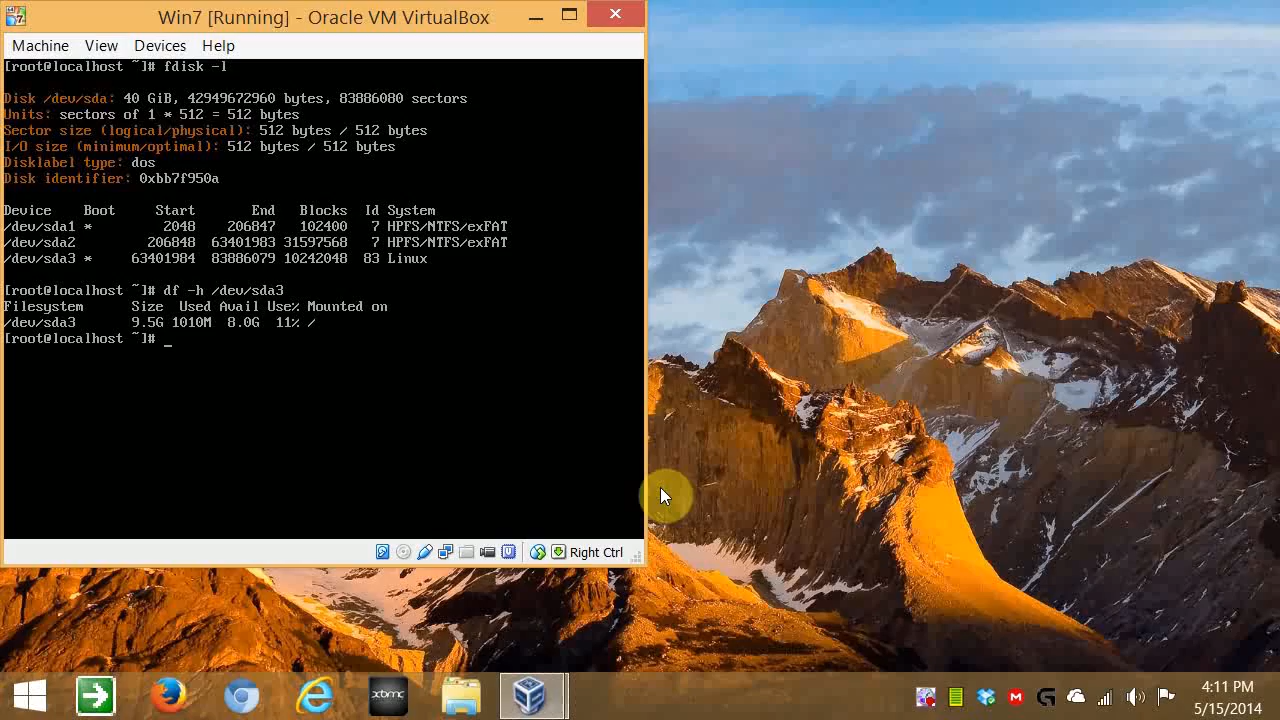 Win7 [Running] - Oracle VM VirtualBox
Machine View Devices Help
[root@localhost ~]# fdisk -l
Disk /dev/sda: 40 GiB, 42949672960 bytes, 83886080 sectors
Units: sectors of 1 * 512 = 512 bytes
Sector size (logical/physical): 512 bytes / 512 bytes
I/O size (minimum/optimal): 512 bytes / 512 bytes
Disklabel type: dos
Disk identifier: 0xbb7f950a
Device Boot Start End Blocks Id System
/dev/sda1 * 2048 206847 102400 7 HPFS/NTFS/exFAT
/dev/sda2 206848 63401983 31597568 7 HPFS/NTFS/exFAT
/dev/sda3 * 63401984 83886079 10242048 83 Linux
[root@localhost ~]# df -h /dev/sda3
Filesystem Size Used Avail Use% Mounted on
/dev/sda3 9.5G 1010M 8.0G 11% /
[root@localhost ~]# _
Right Ctrl
xbmc
4:11 PM
5/15/2014